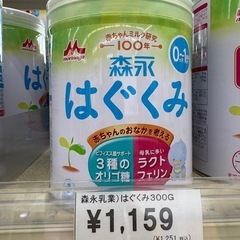 赤ちゃんミルク研究
100年
森永
0か月
はぐくみ
赤ちゃんのおなかを考える
ビフィズス菌サポート
3種の
オリゴ糖
母乳に多い
ラクト
フェリン
森永乳業)はぐくみ300G
¥1,159
(¥1,251 税込)